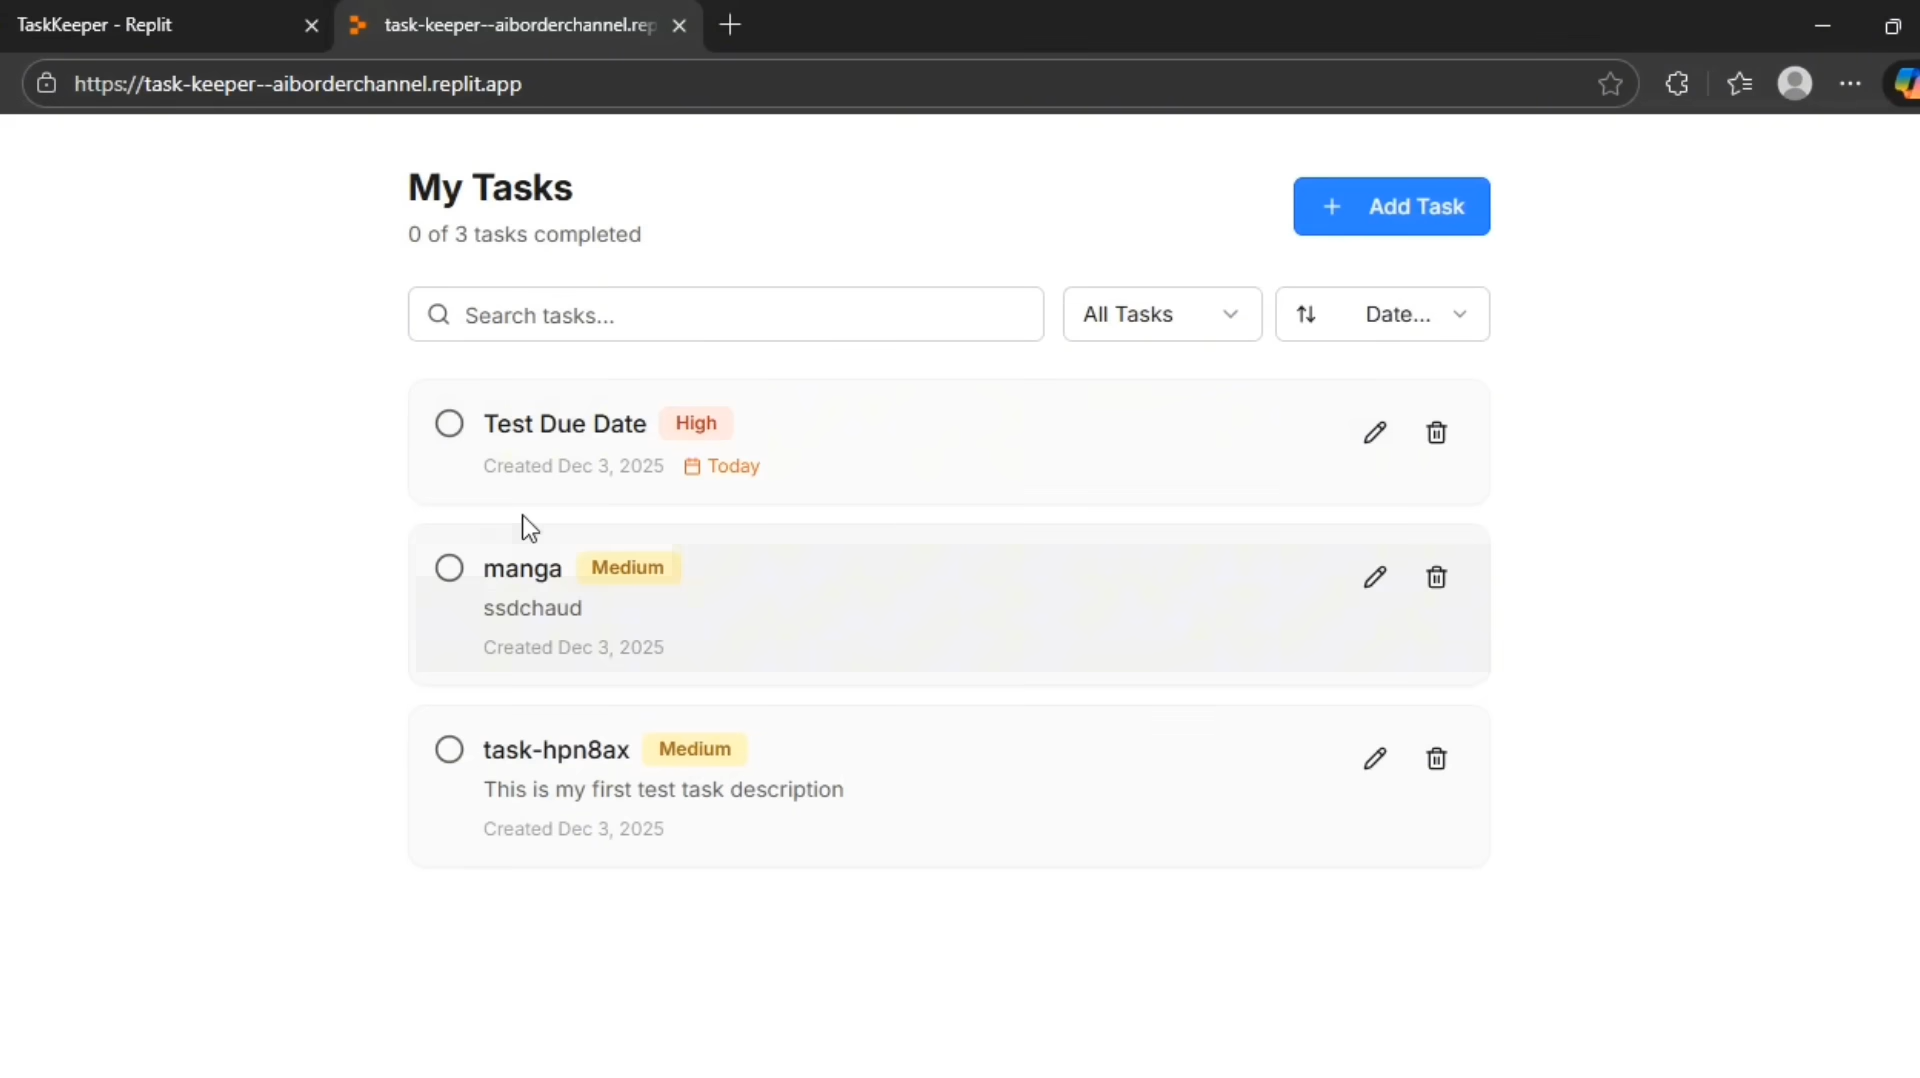 TaskKeeper - Replit
task-keeper--aiborderchannel.rep
https://task-keeper--aiborderchannel.replit.app
My Tasks
0 of 3 tasks completed
Add Task
Search tasks...
All Tasks
Date...
Test Due Date High
Created Dec 3, 2025 Today
manga Medium
ssdchaud
Created Dec 3, 2025
task-hpn8ax Medium
This is my first test task description
Created Dec 3, 2025